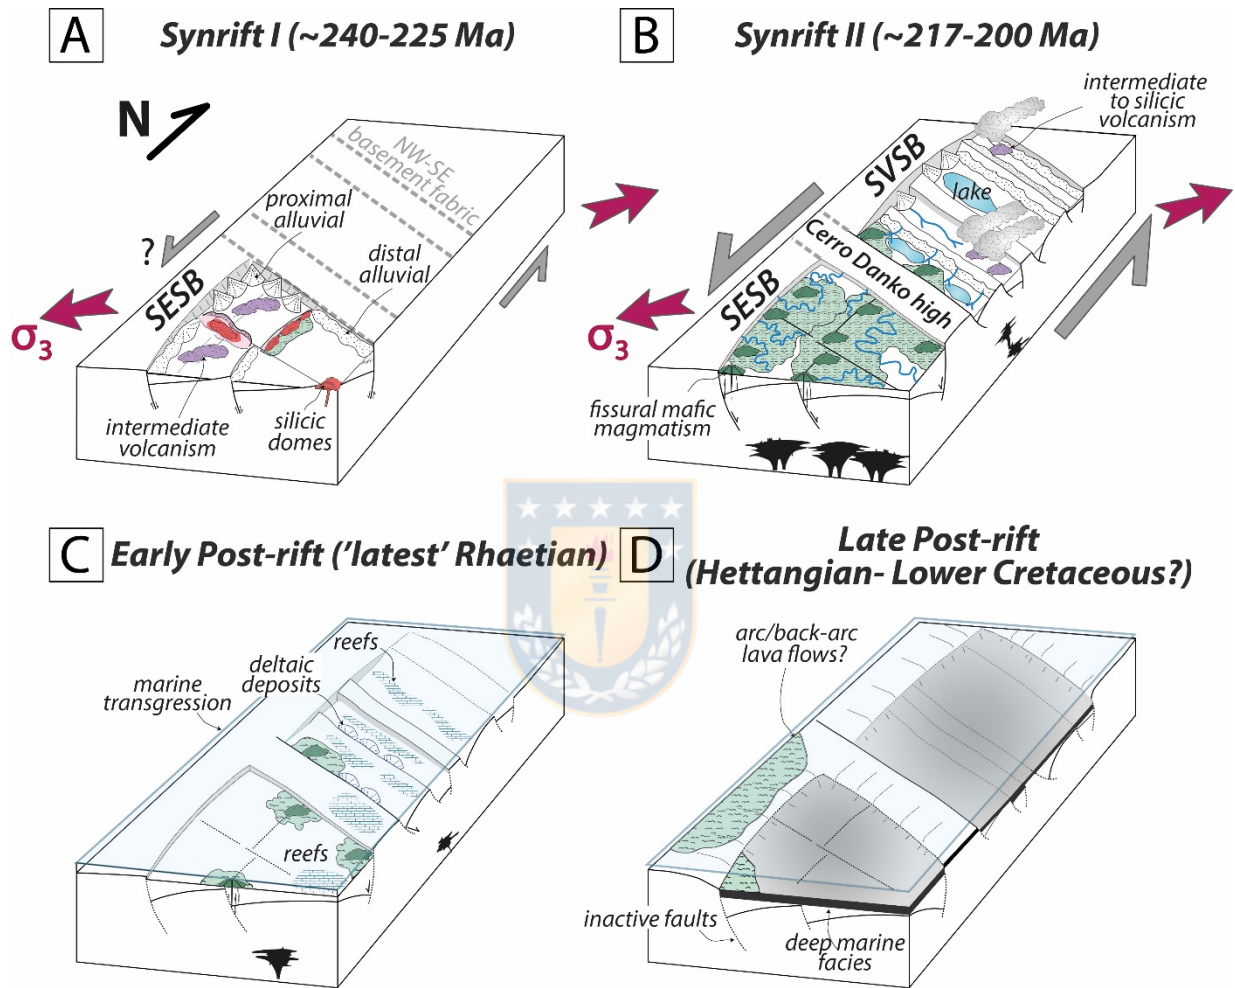 A
Synrift I (~240-225 Ma)
N
NW-SE
basement fabric
proximal
alluvial
distal
alluvial
?
SESB
σ3
intermediate
volcanism
silicic
domes
B
Synrift II (~217-200 Ma)
intermediate
to silicic
volcanism
SVSB
lake
Cerro Danko high
SESB
σ3
fissural mafic
magmatism
C
Early Post-rift ('latest' Rhaetian)
reefs
deltaic
deposits
marine
transgression
reefs
D
Late Post-rift
(Hettangian- Lower Cretaceous?)
arc/back-arc
lava flows?
inactive faults
deep marine
facies